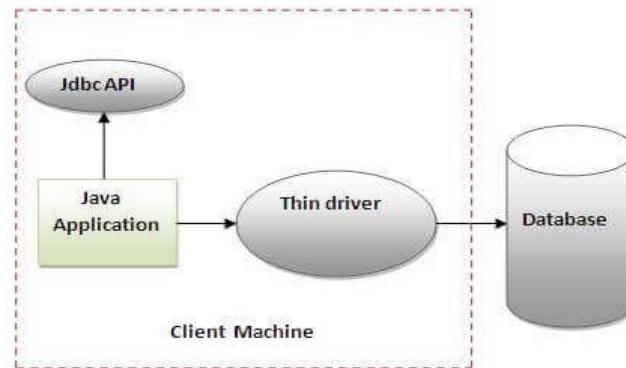 Jdbc API
Java
Application
Thin driver
Database
Client Machine